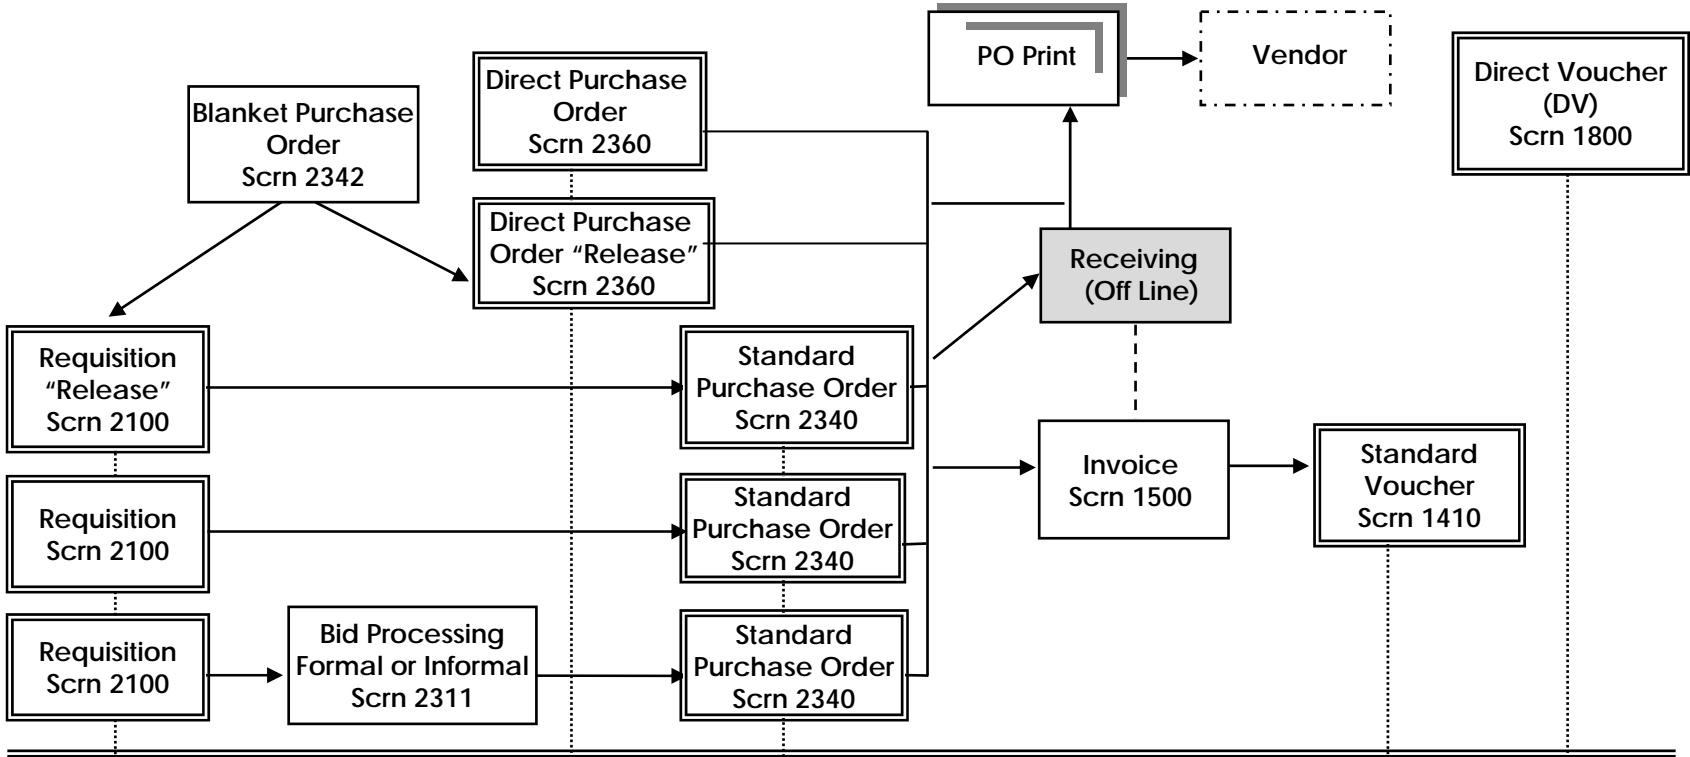 PO Print
Vendor
Direct Voucher
(DV)
Scrn 1800
Direct Purchase
Order
Scrn 2360
Blanket Purchase
Order
Scrn 2342
Direct Purchase
Order “Release”
Scrn 2360
Receiving
(Off Line)
Requisition
“Release”
Scrn 2100
Standard
Purchase Order
Scrn 2340
Invoice
Scrn 1500
Standard
Voucher
Scrn 1410
Requisition
Scrn 2100
Standard
Purchase Order
Scrn 2340
Requisition
Scrn 2100
Bid Processing
Formal or Informal
Scrn 2311
Standard
Purchase Order
Scrn 2340